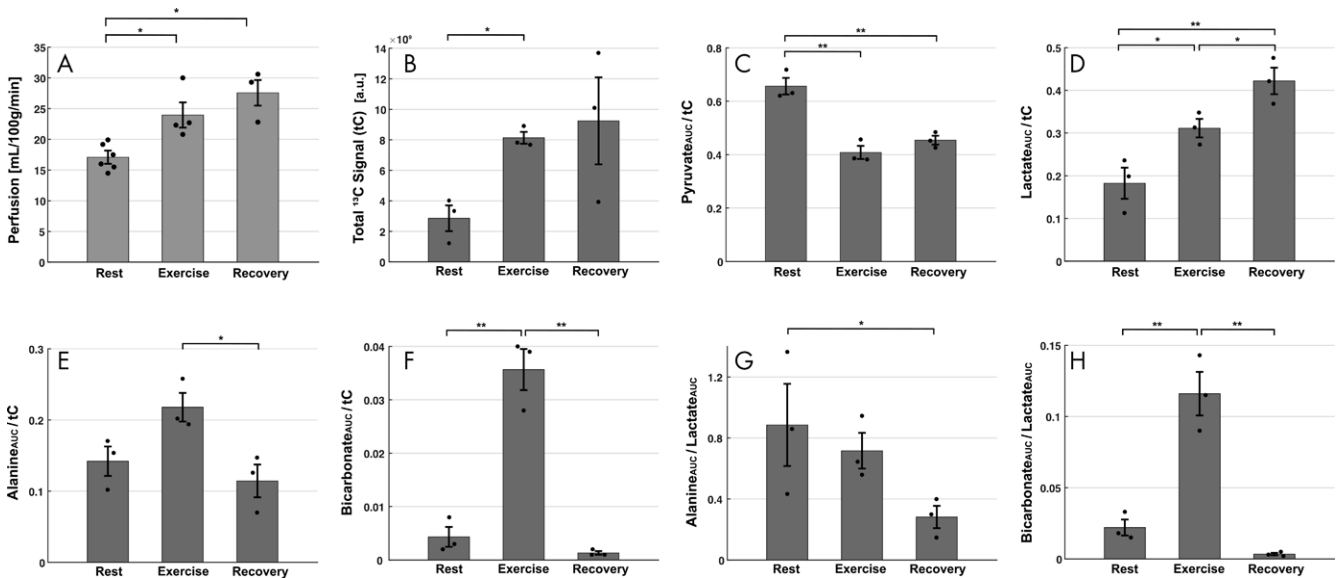 A
Perfusion [mL/100g/min]
35
30
25
20
15
10
5
0
*
*
Rest Exercise Recovery
B
Total ¹³C Signal (tC) [a.u.]
×10⁹
14
12
10
8
6
4
2
0
*
Rest Exercise Recovery
C
PyruvateAUC / tC
0.8
0.6
0.4
0.2
0
**
**
Rest Exercise Recovery
D
LactateAUC / tC
0.5
0.4
0.3
0.2
0.1
0
**
* *
Rest Exercise Recovery
E
AlanineAUC / tC
0.3
0.2
0.1
0
*
Rest Exercise Recovery
F
BicarbonateAUC / tC
0.04
0.03
0.02
0.01
0
** **
Rest Exercise Recovery
G
AlanineAUC / LactateAUC
1.2
0.8
0.4
0
*
Rest Exercise Recovery
H
BicarbonateAUC / LactateAUC
0.15
0.1
0.05
0
** **
Rest Exercise Recovery